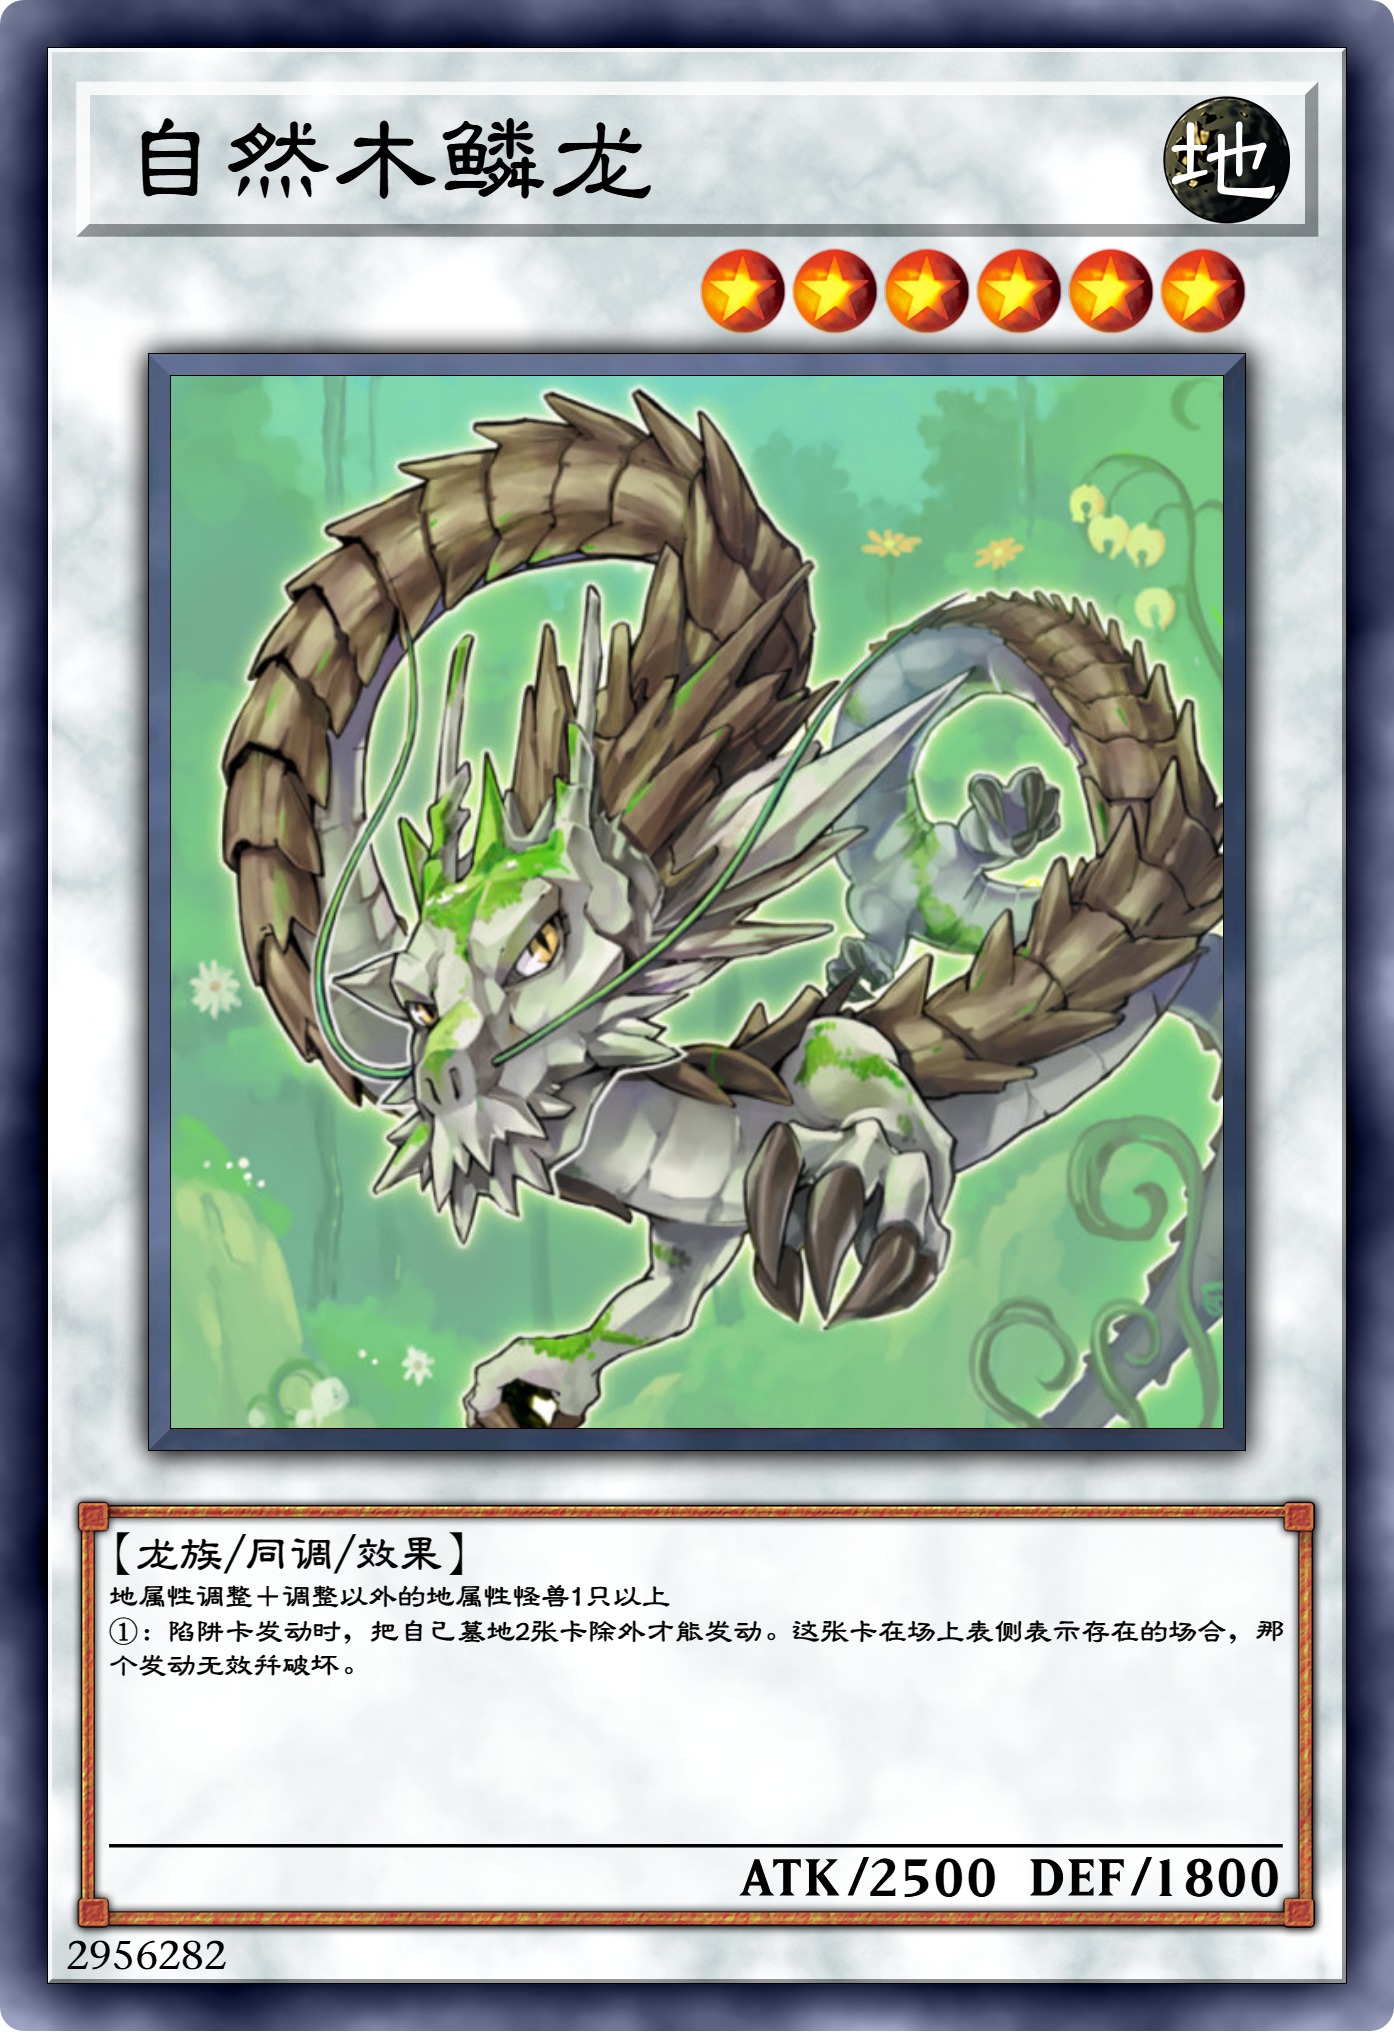 自然木鳞龙
地
【龙族/同调/效果】
地属性调整＋调整以外的地属性怪兽1只以上
①：陷阱卡发动时，把自己墓地2张卡除外才能发动。这张卡在场上表侧表示存在的场合，那
个发动无效并破坏。
ATK/2500 DEF/1800
2956282